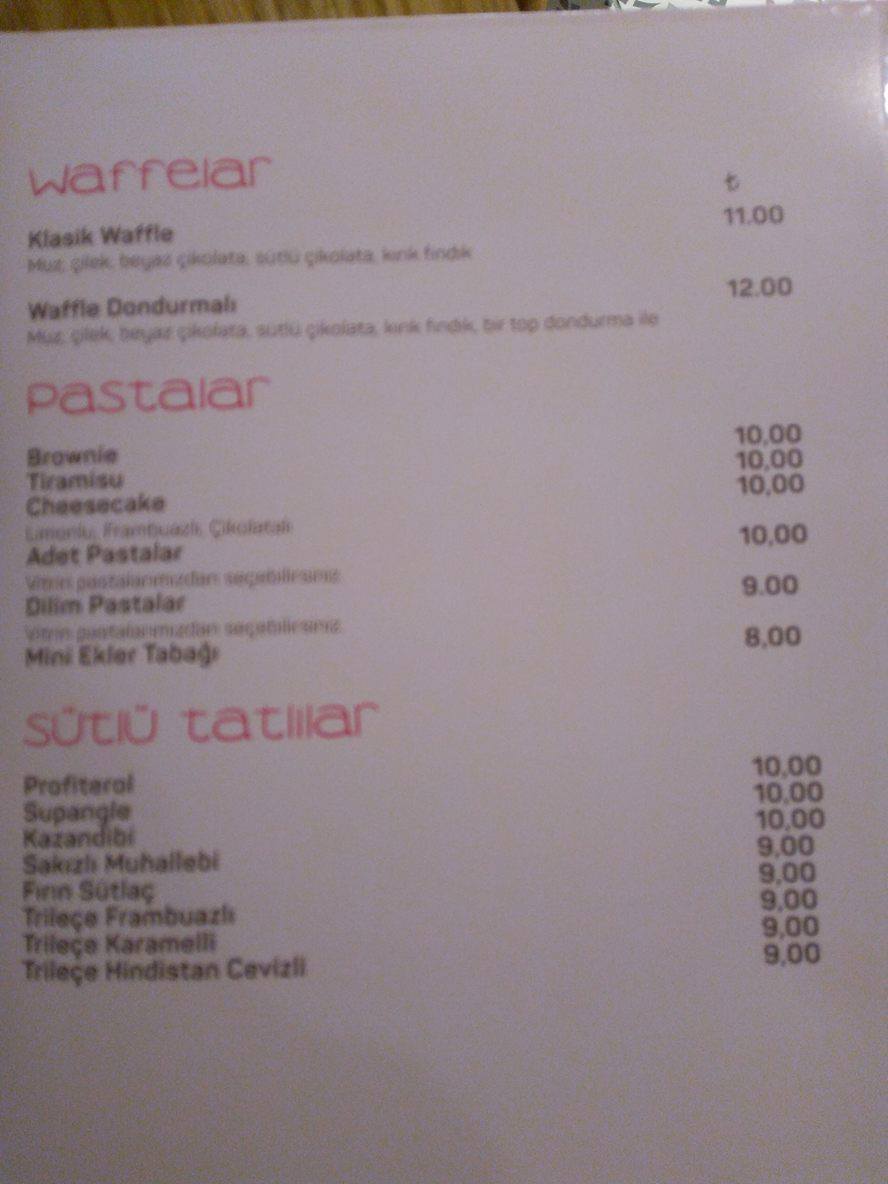 waffelar
₺
Klasik Waffle 11.00
Muz, çilek, beyaz çikolata, sütlü çikolata, kırık fındık
Waffle Dondurmalı 12.00
Muz, çilek, beyaz çikolata, sütlü çikolata, kırık fındık, bir top dondurma ile
pastalar
Brownie 10,00
Tiramisu 10,00
Cheesecake 10,00
Limonlu, Frambuazlı, Çikolatalı
Adet Pastalar 10,00
Vitrin pastalarımızdan seçebilirsiniz.
Dilim Pastalar 9.00
Vitrin pastalarımızdan seçebilirsiniz.
Mini Ekler Tabağı 8,00
sütlü tatlılar
Profiterol 10,00
Supangle 10,00
Kazandibi 10,00
Sakızlı Muhallebi 9,00
Fırın Sütlaç 9,00
Trileçe Frambuazlı 9,00
Trileçe Karamelli 9,00
Trileçe Hindistan Cevizli 9,00